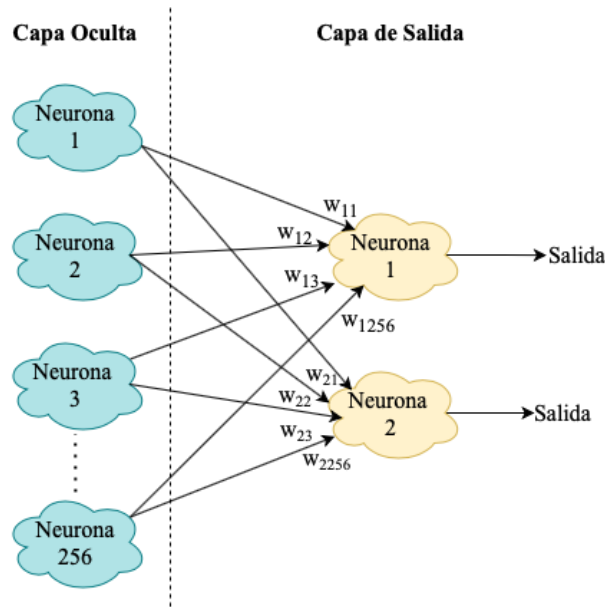 Capa Oculta
Capa de Salida
Neurona
1
w11
w12
Neurona
2
Neurona
1
Salida
w13
w1256
Neurona
3
w21
w22
Neurona
2
Salida
w23
w2256
Neurona
256